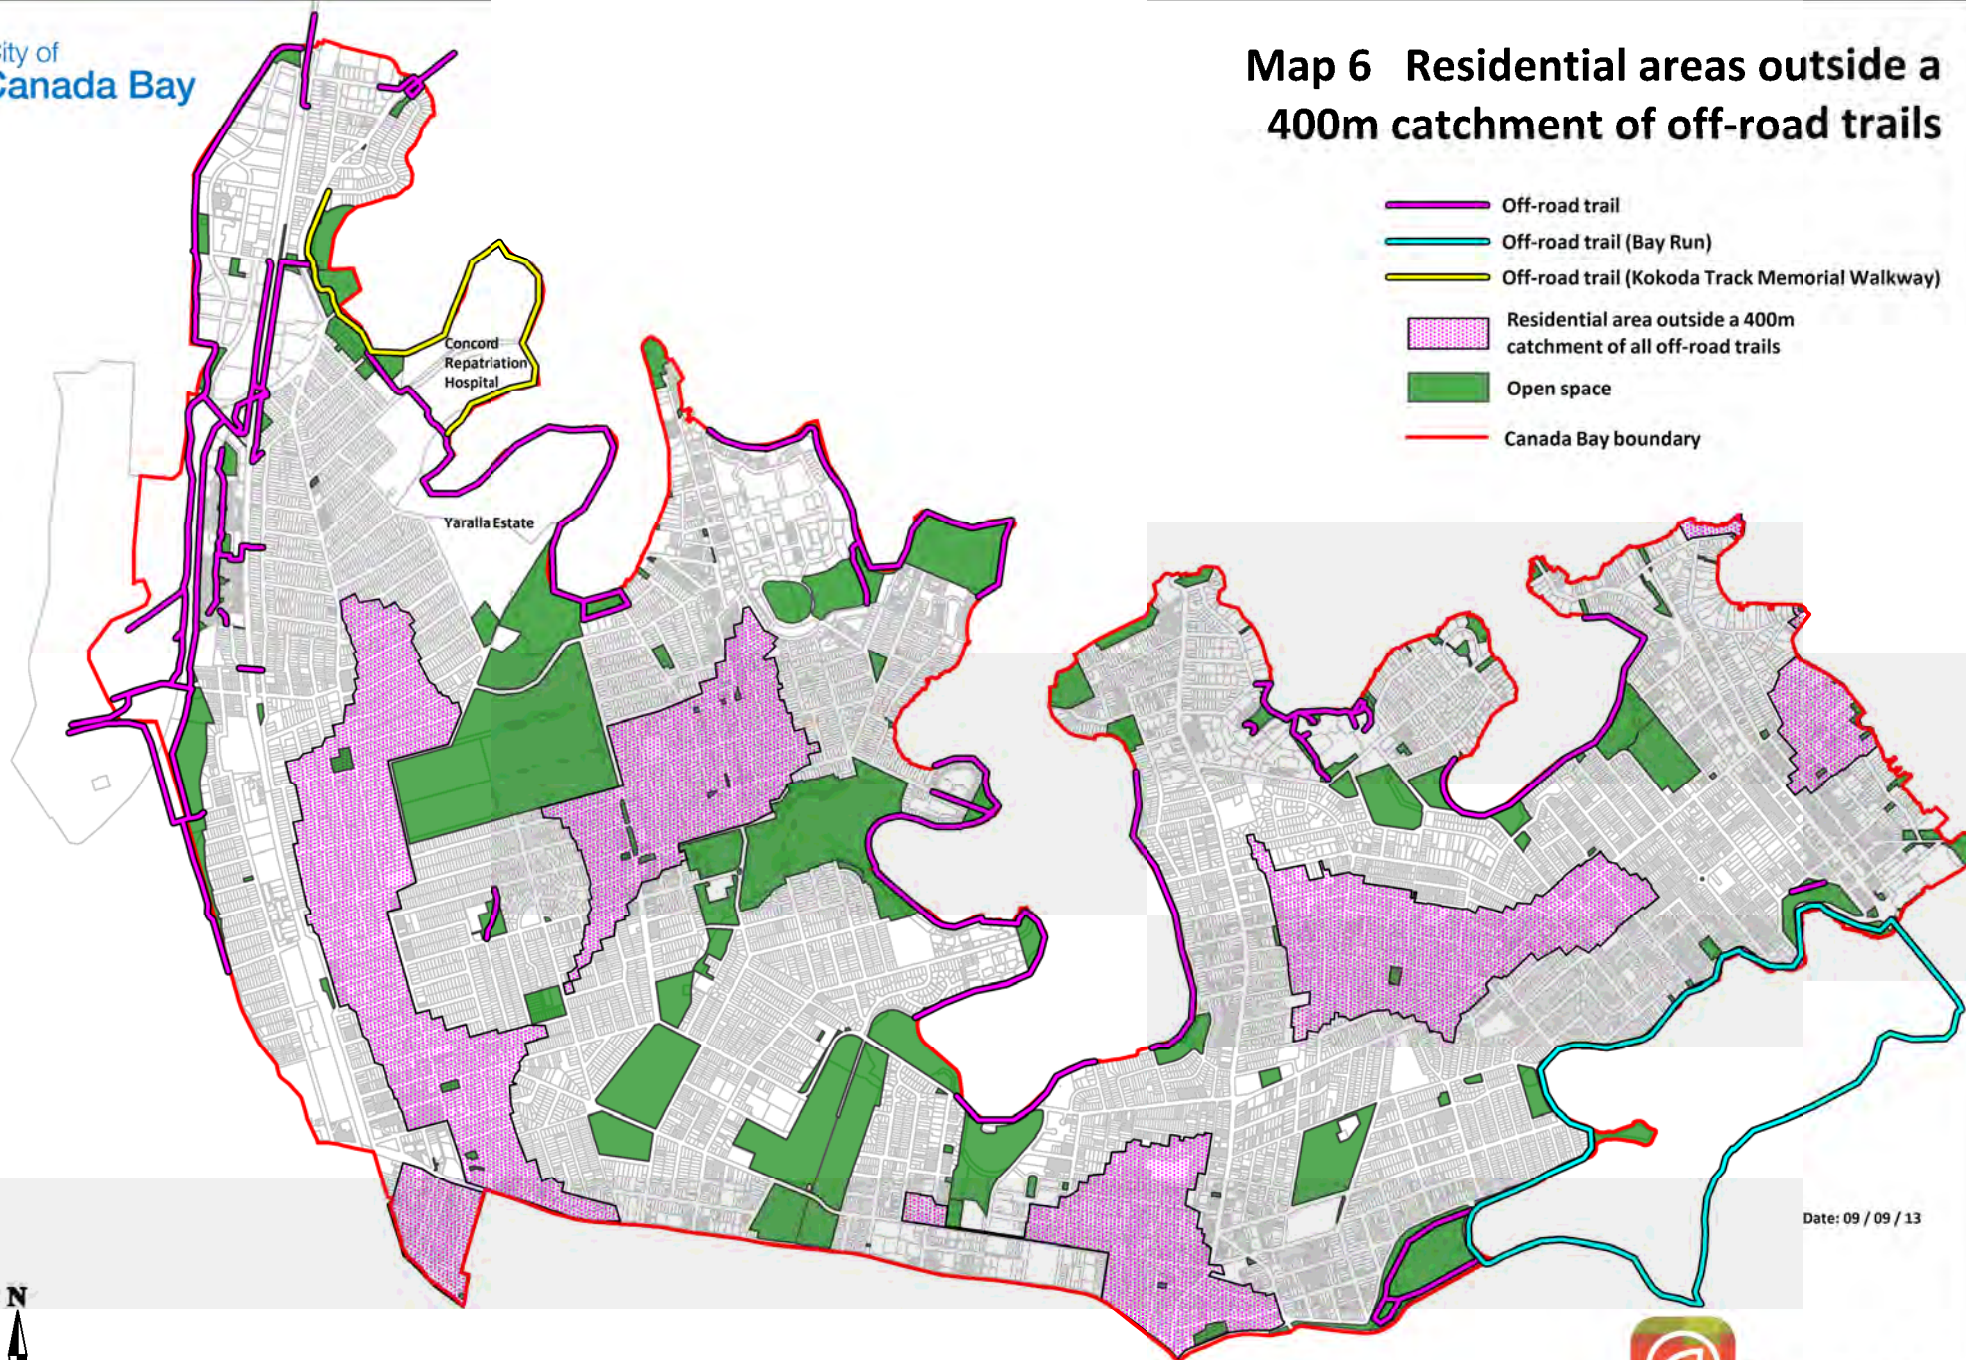 ity of
Canada Bay
Map 6 Residential areas outside a
400m catchment of off-road trails
Off-road trail
Off-road trail (Bay Run)
Off-road trail (Kokoda Track Memorial Walkway)
Residential area outside a 400m
catchment of all off-road trails
Open space
Canada Bay boundary
Concord
Repatriation
Hospital
Yaralla Estate
Date: 09 / 09 / 13
N